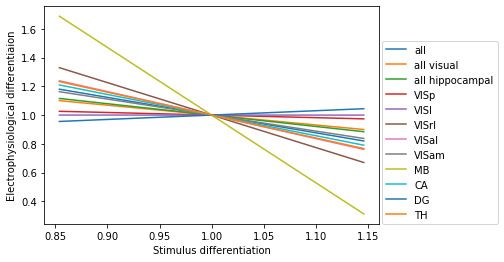 1.6
1.4
1.2
1.0
0.8
0.6
0.4
Electrophysiological differentiaion
0.85 0.90 0.95 1.00 1.05 1.10 1.15
Stimulus differentiation
all
all visual
all hippocampal
VISp
VISl
VISrl
VISal
VISam
MB
CA
DG
TH